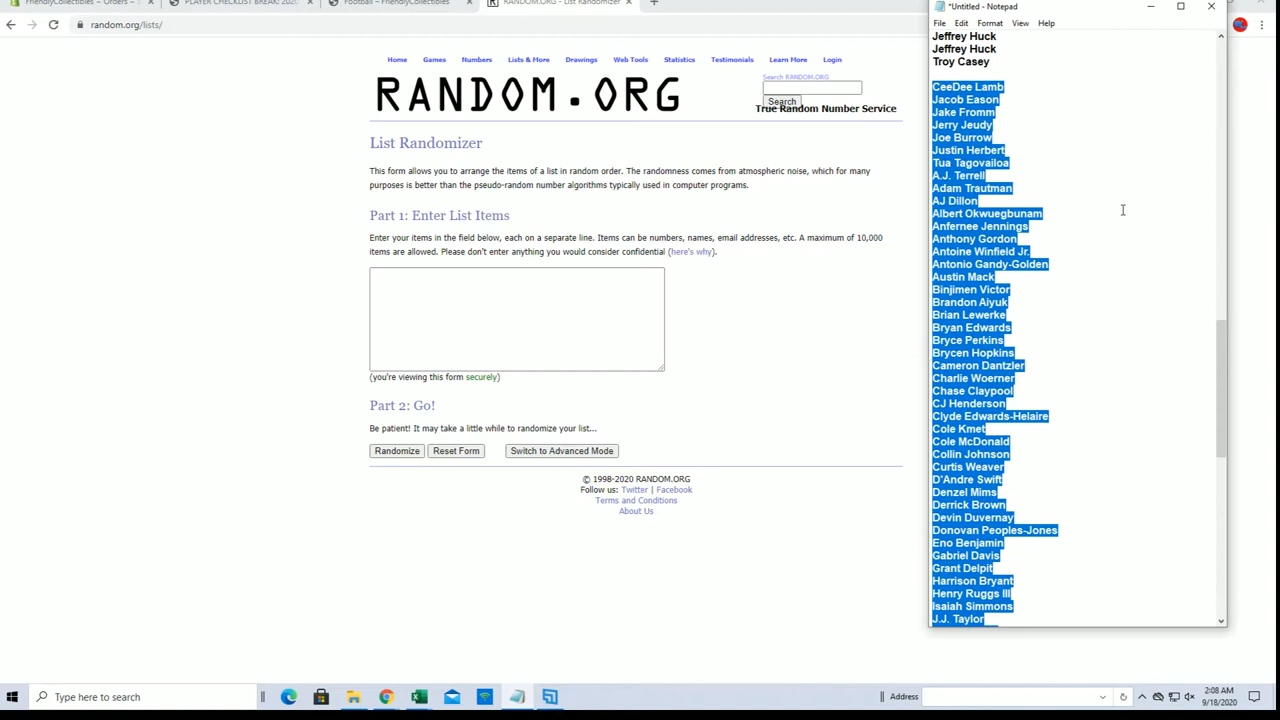 FriendlyCollectibles – Orders –
PLAYER CHECKLIST BREAK: 2020
Football – FriendlyCollectibles
RANDOM.ORG - List Randomizer
random.org/lists/
Home Games Numbers Lists & More Drawings Web Tools Statistics Testimonials Learn More Login
RANDOM.ORG
Search RANDOM.ORG
Search
True Random Number Service
List Randomizer
This form allows you to arrange the items of a list in random order. The randomness comes from atmospheric noise, which for many
purposes is better than the pseudo-random number algorithms typically used in computer programs.
Part 1: Enter List Items
Enter your items in the field below, each on a separate line. Items can be numbers, names, email addresses, etc. A maximum of 10,000
items are allowed. Please don't enter anything you would consider confidential (here's why).
(you're viewing this form securely)
Part 2: Go!
Be patient! It may take a little while to randomize your list...
Randomize Reset Form Switch to Advanced Mode
© 1998-2020 RANDOM.ORG
Follow us: Twitter | Facebook
Terms and Conditions
About Us
*Untitled - Notepad
File Edit Format View Help
Jeffrey Huck
Jeffrey Huck
Troy Casey
CeeDee Lamb
Jacob Eason
Jake Fromm
Jerry Jeudy
Joe Burrow
Justin Herbert
Tua Tagovailoa
A.J. Terrell
Adam Trautman
AJ Dillon
Albert Okwuegbunam
Anfernee Jennings
Anthony Gordon
Antoine Winfield Jr.
Antonio Gandy-Golden
Austin Mack
Binjimen Victor
Brandon Aiyuk
Brian Lewerke
Bryan Edwards
Bryce Perkins
Brycen Hopkins
Cameron Dantzler
Charlie Woerner
Chase Claypool
CJ Henderson
Clyde Edwards-Helaire
Cole Kmet
Cole McDonald
Collin Johnson
Curtis Weaver
D'Andre Swift
Denzel Mims
Derrick Brown
Devin Duvernay
Donovan Peoples-Jones
Eno Benjamin
Gabriel Davis
Grant Delpit
Harrison Bryant
Henry Ruggs III
Isaiah Simmons
J.J. Taylor
Type here to search
Address
2:08 AM
9/18/2020